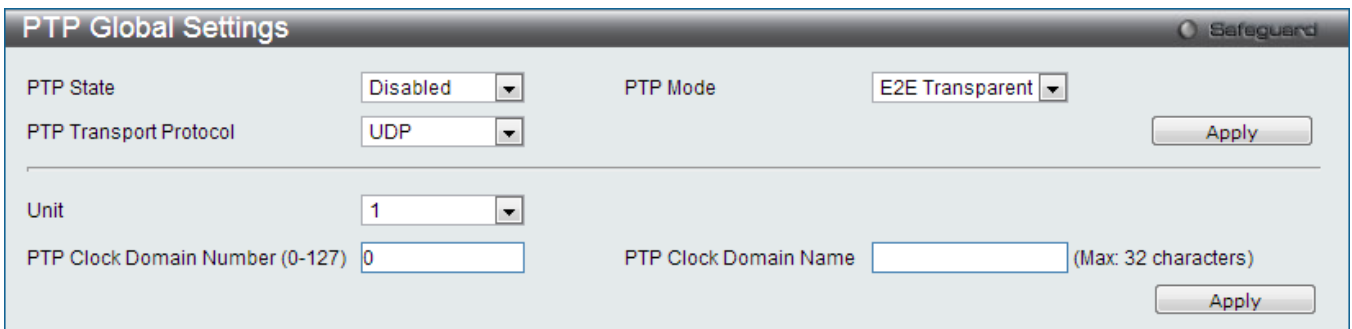 PTP Global Settings Safeguard
PTP State Disabled PTP Mode E2E Transparent
PTP Transport Protocol UDP Apply
Unit 1
PTP Clock Domain Number (0-127) 0 PTP Clock Domain Name (Max: 32 characters)
Apply